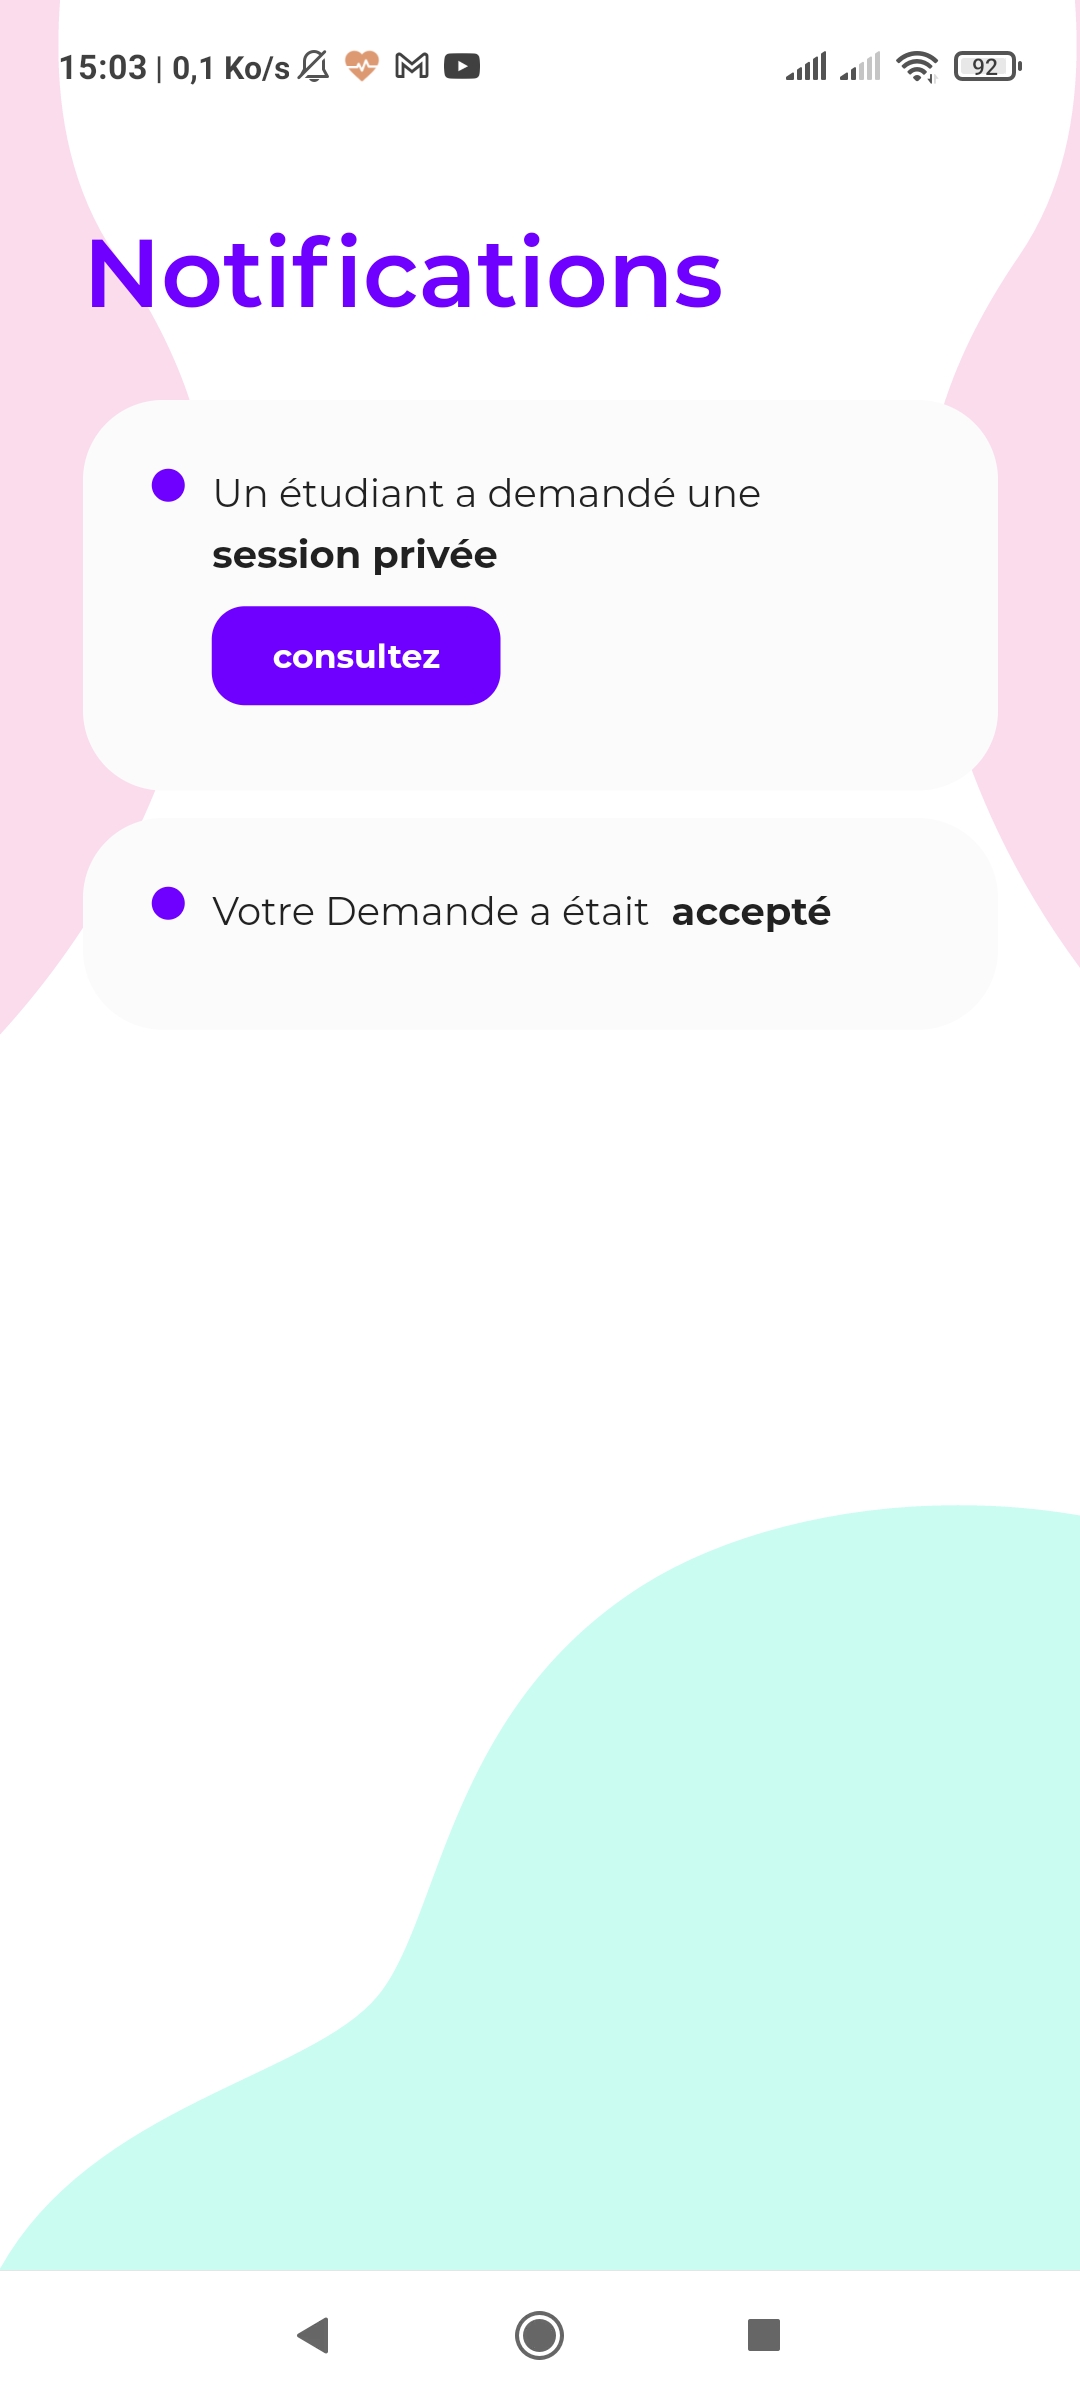 15:03 | 0,1 Ko/s
92
Notifications
Un étudiant a demandé une
session privée
consultez
Votre Demande a était  accepté